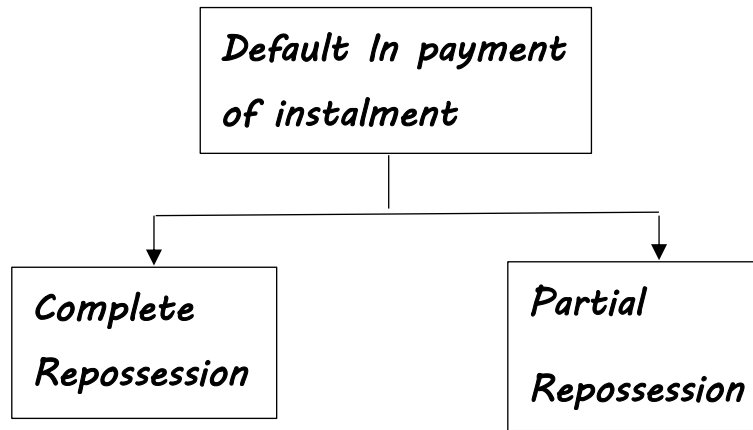 Default In payment
of instalment
Complete
Repossession
Partial
Repossession